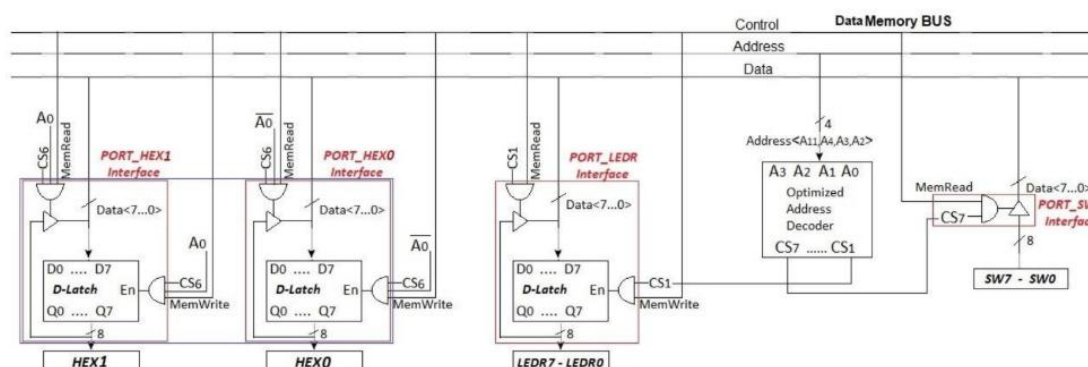 Control
Data Memory BUS
Address
Data
A0
CS6
MemRead
PORT_HEX1
Interface
Data<7...0>
A0
D0 .... D7
D-Latch
En
CS6
MemWrite
Q0 .... Q7
8
HEX1
A0
CS6
MemRead
PORT_HEX0
Interface
Data<7...0>
A0
D0 .... D7
D-Latch
En
CS6
MemWrite
Q0 .... Q7
8
HEX0
CS1
MemRead
PORT_LEDR
Interface
Data<7...0>
D0 .... D7
D-Latch
En
CS1
MemWrite
Q0 .... Q7
8
LEDR7 - LEDR0
4
Address<A11,A4,A3,A2>
A3 A2 A1 A0
Optimized
Address
Decoder
CS7 ...... CS1
MemRead
CS7
Data<7...0>
PORT_SW
Interface
8
SW7 - SW0